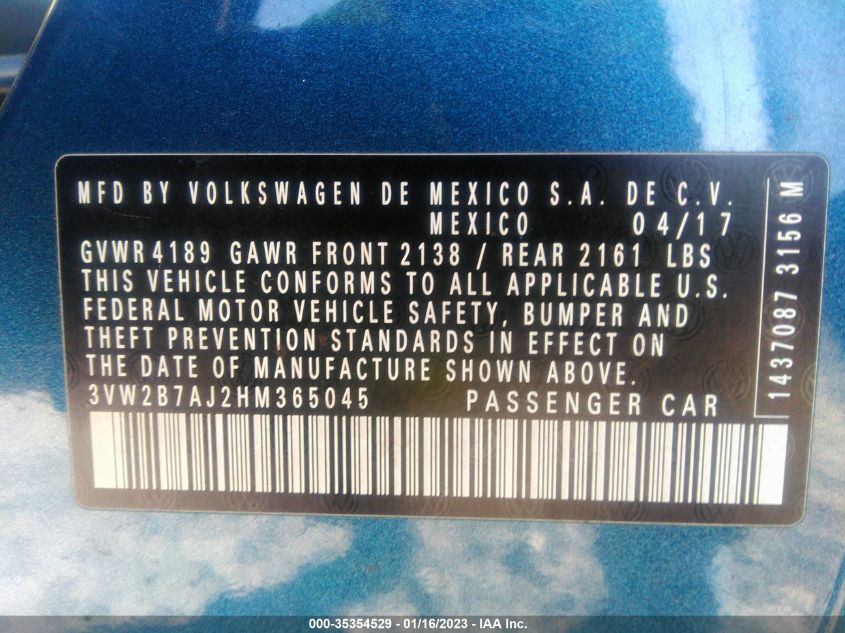 MFD BY VOLKSWAGEN DE MEXICO S.A. DE C.V.
MEXICO 04/17
GVWR 4189 GAWR FRONT 2138 / REAR 2161 LBS
THIS VEHICLE CONFORMS TO ALL APPLICABLE U.S.
FEDERAL MOTOR VEHICLE SAFETY, BUMPER AND
THEFT PREVENTION STANDARDS IN EFFECT ON
THE DATE OF MANUFACTURE SHOWN ABOVE.
3VW2B7AJ2HM365045 PASSENGER CAR
1437087 3156 M
000-35354529 - 01/16/2023 - IAA Inc.